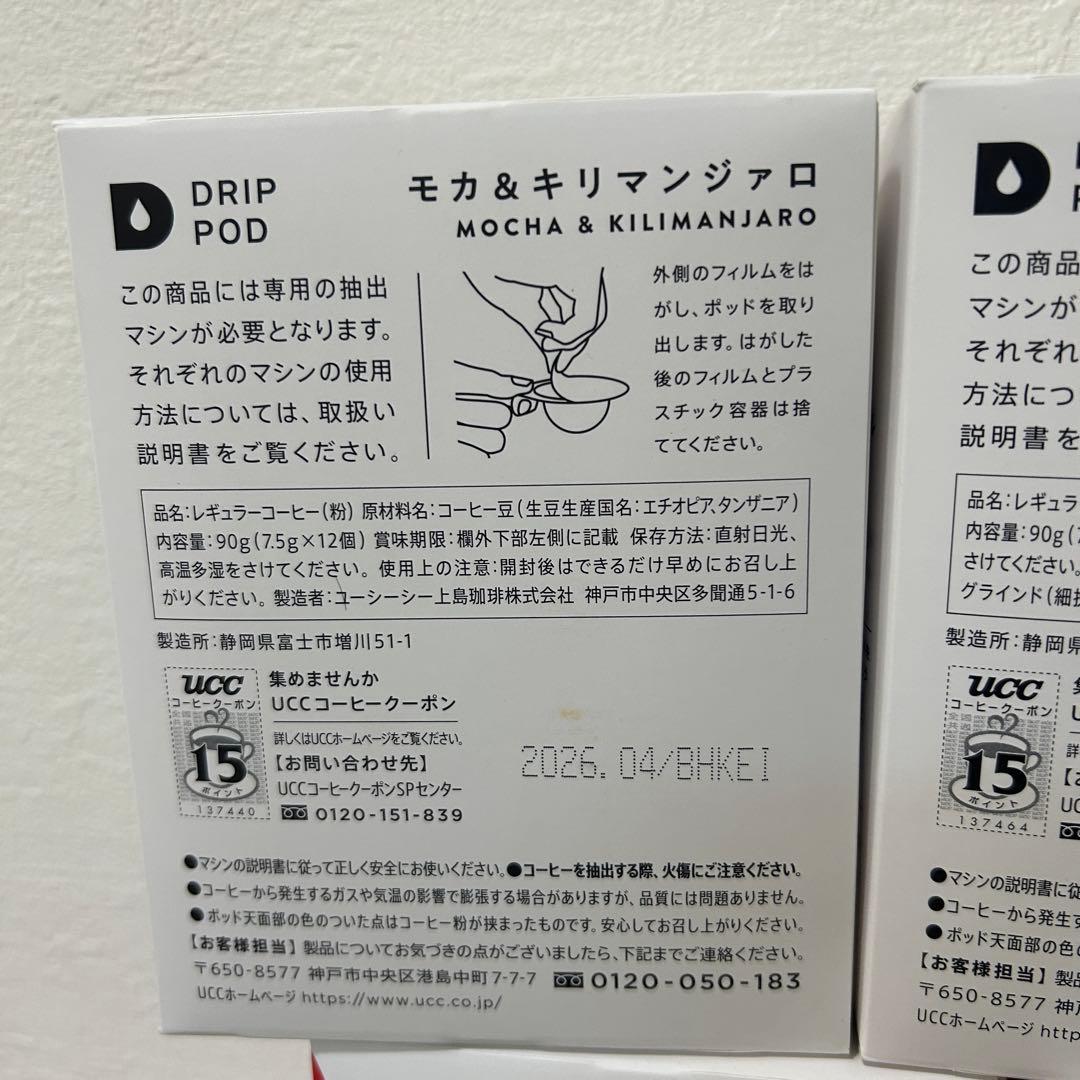 DRIP
POD
モカ&キリマンジァロ
MOCHA & KILIMANJARO
この商品には専用の抽出
マシンが必要となります。
それぞれのマシンの使用
方法については、取扱い
説明書をご覧ください。
外側のフィルムをは
がし、ポッドを取り
出します。はがした
後のフィルムとプラ
スチック容器は捨
ててください。
品名:レギュラーコーヒー(粉) 原材料名:コーヒー豆(生豆生産国名:エチオピア、タンザニア)
内容量:90g(7.5g×12個) 賞味期限:欄外下部左側に記載 保存方法:直射日光、
高温多湿をさけてください。 使用上の注意:開封後はできるだけ早めにお召し上
がりください。 製造者:ユーシーシー上島珈琲株式会社 神戸市中央区多聞通5-1-6
製造所:静岡県富士市増川51-1
UCC
コーヒークーポン
全国
共通
15
ポイント
137440
集めませんか
UCCコーヒークーポン
詳しくはUCCホームページをご覧ください。
【お問い合わせ先】
UCCコーヒークーポンSPセンター
0120-151-839
2026.04/BHKEI
●マシンの説明書に従って正しく安全にお使いください。●コーヒーを抽出する際、火傷にご注意ください。
●コーヒーから発生するガスや気温の影響で膨張する場合がありますが、品質には問題ありません。
●ポッド天面部の色のついた点はコーヒー粉が挟まったものです。安心してお召し上がりください。
【お客様担当】製品についてお気づきの点がございましたら、下記までご連絡ください。
〒650-8577 神戸市中央区港島中町7-7-7 0120-050-183
UCCホームページ https://www.ucc.co.jp/
この商品
マシンが
それぞれ
方法につ
説明書を
品名:レギュラ
内容量:90g(
さけてください。
グラインド(細
製造所:静岡県
UCC
コーヒークーポン
全国
共通
15
ポイント
137464
集
●マシンの説明書に従
●コーヒーから発生す
●ポッド天面部の色の
【お客様担当】製品
〒650-8577 神戸
UCCホームページ http